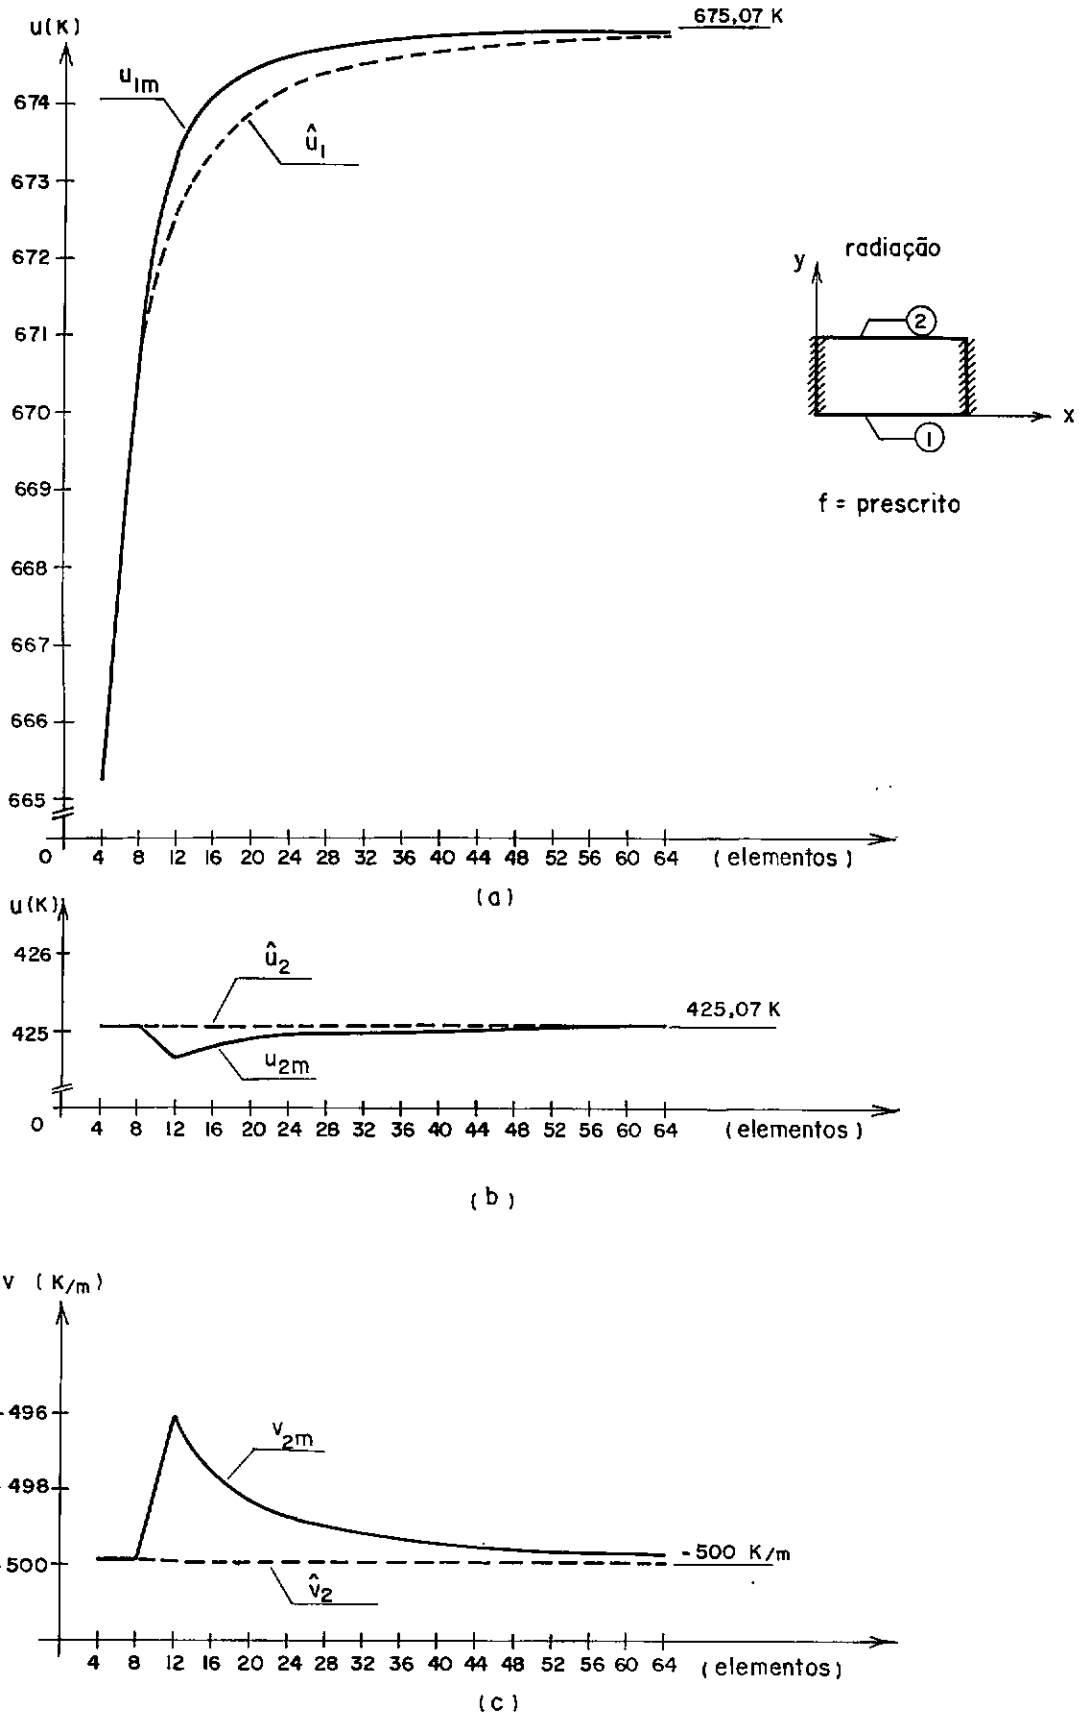 u(K)
675,07 K
u1m
674
û1
673
672
radiação
y
671
2
670
x
1
669
f = prescrito
668
667
666
665
0 4 8 12 16 20 24 28 32 36 40 44 48 52 56 60 64 (elementos)
(a)
u(K)
426
û2
425,07 K
425
u2m
0 4 8 12 16 20 24 28 32 36 40 44 48 52 56 60 64 (elementos)
(b)
v (K/m)
- 496
v2m
- 498
- 500 K/m
- 500
v̂2
4 8 12 16 20 24 28 32 36 40 44 48 52 56 60 64 (elementos)
(c)